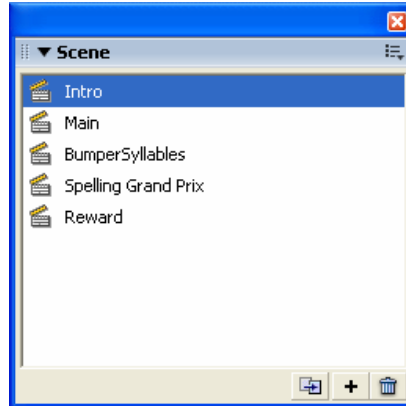 Scene
Intro
Main
BumperSyllables
Spelling Grand Prix
Reward